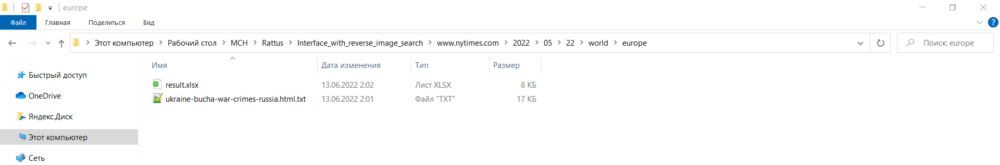 europe
Файл Главная Поделиться Вид
Этот компьютер Рабочий стол МСН Rattus Interface_with_reverse_image_search www.nytimes.com 2022 05 22 world europe Поиск: europe
Имя Дата изменения Тип Размер
Быстрый доступ
result.xlsx 13.06.2022 2:02 Лист XLSX 8 КБ
OneDrive
ukraine-bucha-war-crimes-russia.html.txt 13.06.2022 2:01 Файл "TXT" 17 КБ
Яндекс.Диск
Этот компьютер
Сеть